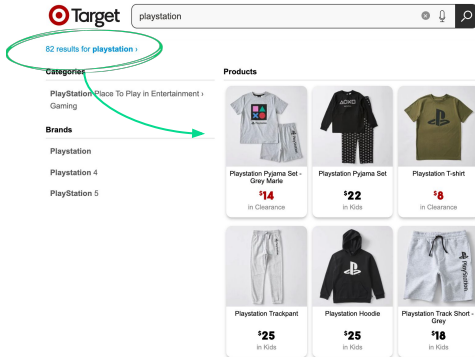 Target
playstation
82 results for playstation ›
Categories
PlayStation Place To Play in Entertainment ›
Gaming
Brands
Playstation
Playstation 4
PlayStation 5
Products
Playstation Pyjama Set -
Grey Marle
$14
in Clearance
Playstation Pyjama Set
$22
in Kids
Playstation T-shirt
$8
in Clearance
Playstation Trackpant
$25
in Kids
Playstation Hoodie
$25
in Kids
PlayStation
Playstation Track Short -
Grey
$18
in Kids